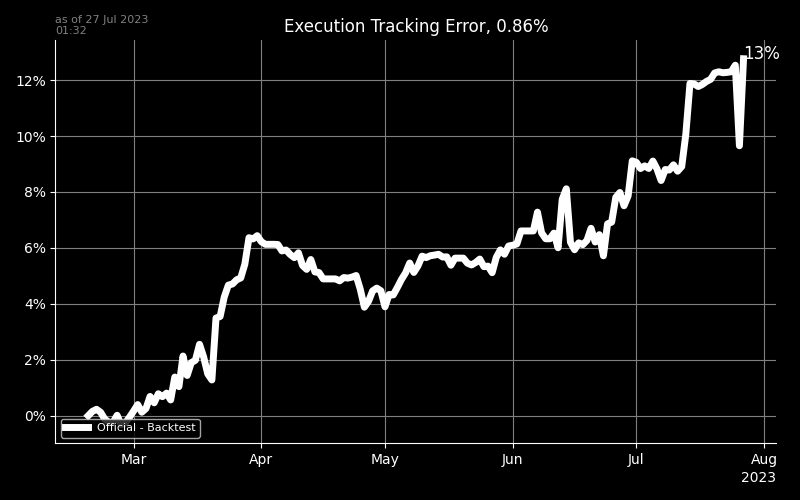 as of 27 Jul 2023
01:32
Execution Tracking Error, 0.86%
13%
12%
10%
8%
6%
4%
2%
0%
Official - Backtest
Mar
Apr
May
Jun
Jul
Aug
2023